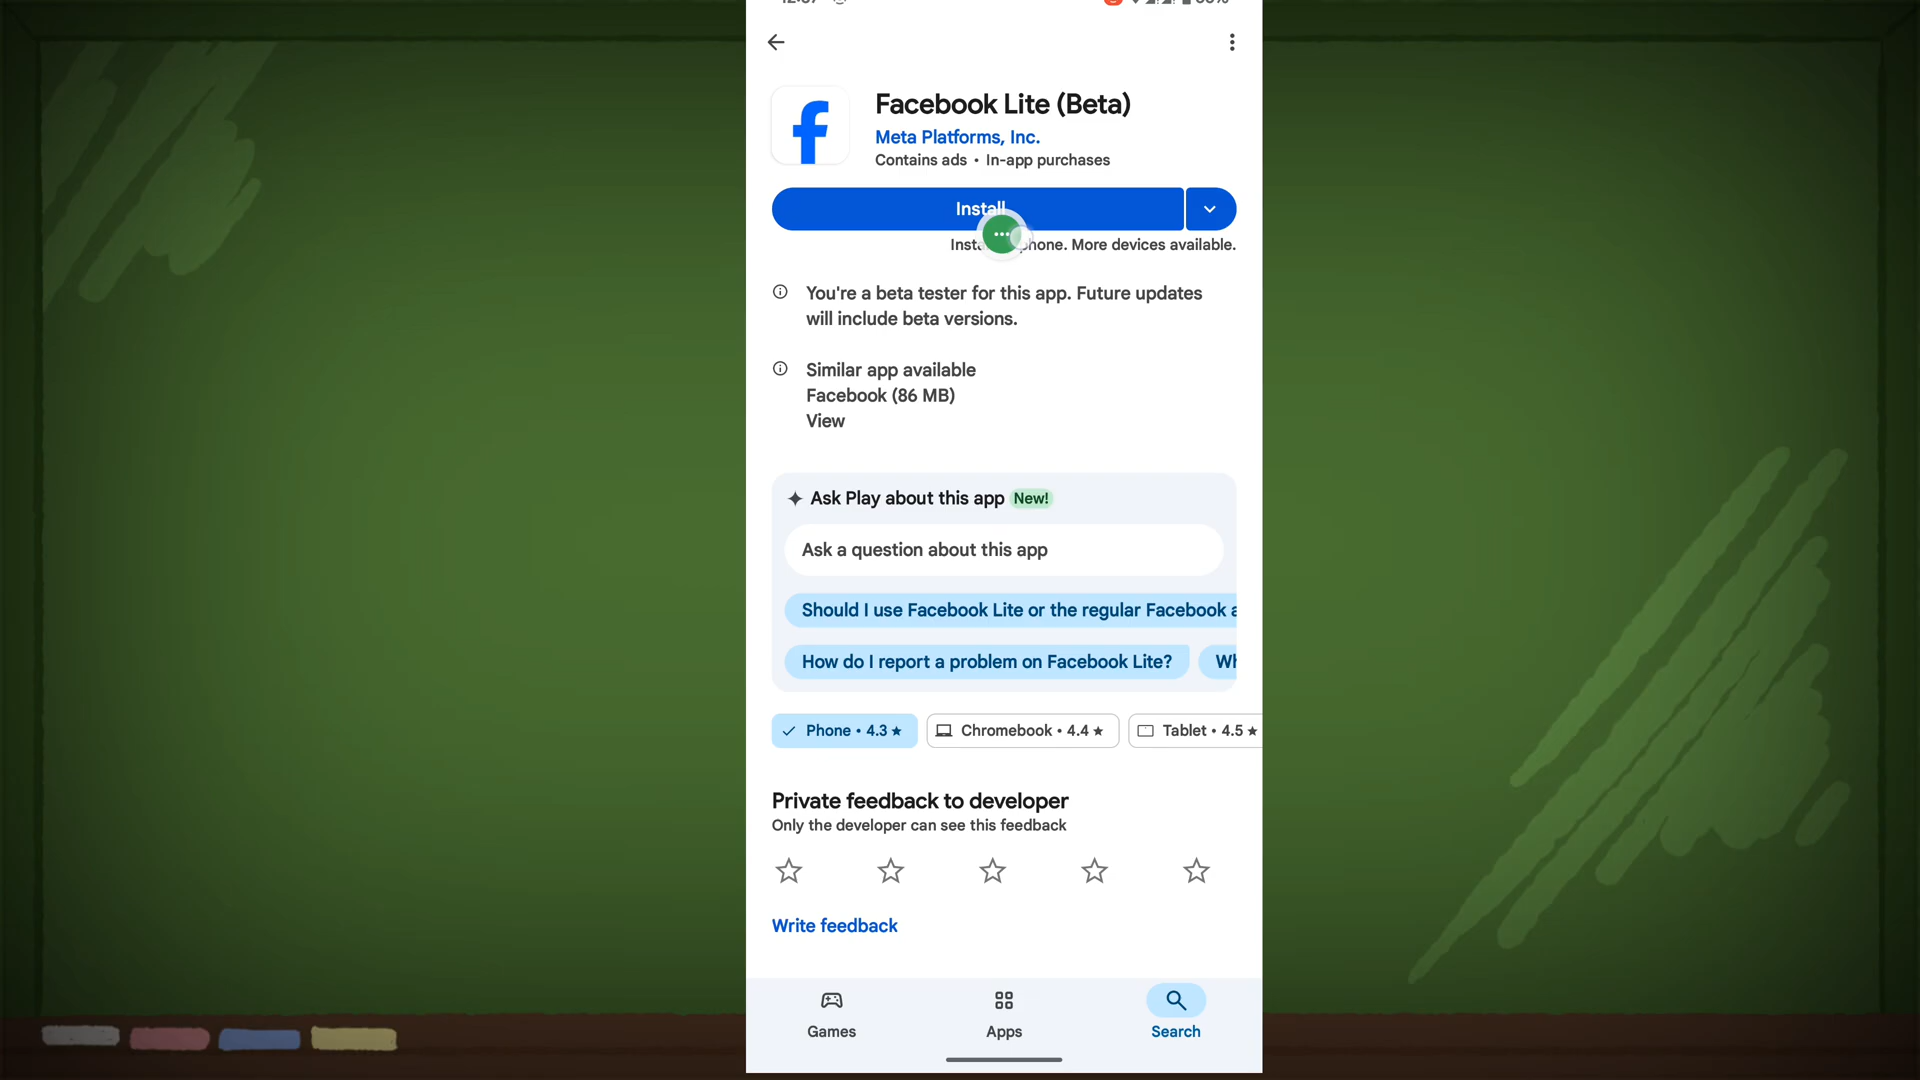 Facebook Lite (Beta)
Meta Platforms, Inc.
Contains ads • In-app purchases
Install
phone. More devices available.
You're a beta tester for this app. Future updates
will include beta versions.
Similar app available
Facebook (86 MB)
View
Ask Play about this app New!
Ask a question about this app
Should I use Facebook Lite or the regular Facebook
How do I report a problem on Facebook Lite?
Phone • 4.3 ★
Chromebook • 4.4 ★
Tablet • 4.5 ★
Private feedback to developer
Only the developer can see this feedback
Write feedback
Games
Apps
Search